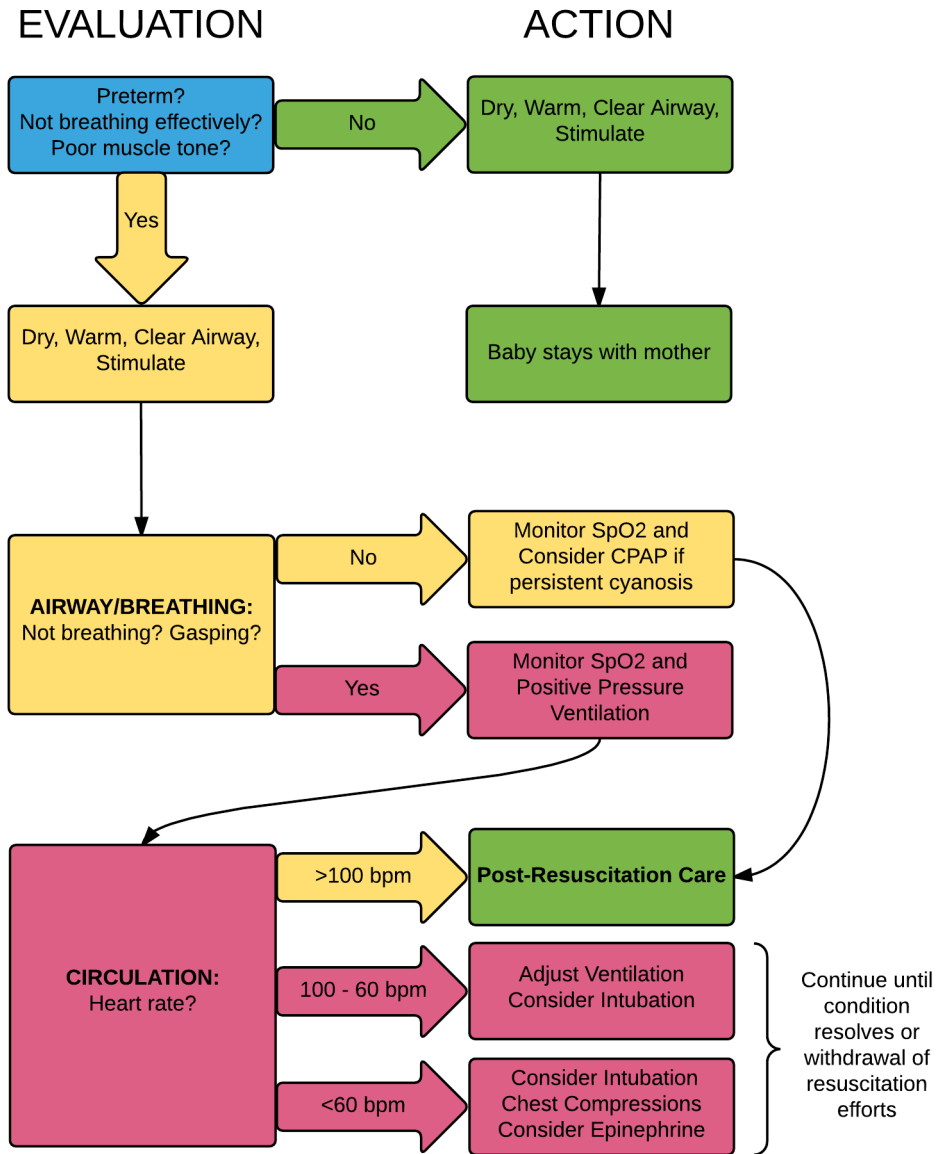 EVALUATION
ACTION
Preterm?
Not breathing effectively?
Poor muscle tone?
No
Dry, Warm, Clear Airway,
Stimulate
Yes
Dry, Warm, Clear Airway,
Stimulate
Baby stays with mother
AIRWAY/BREATHING:
Not breathing? Gasping?
No
Monitor SpO2 and
Consider CPAP if
persistent cyanosis
Yes
Monitor SpO2 and
Positive Pressure
Ventilation
CIRCULATION:
Heart rate?
>100 bpm
Post-Resuscitation Care
100 - 60 bpm
Adjust Ventilation
Consider Intubation
<60 bpm
Consider Intubation
Chest Compressions
Consider Epinephrine
Continue until
condition
resolves or
withdrawal of
resuscitation
efforts